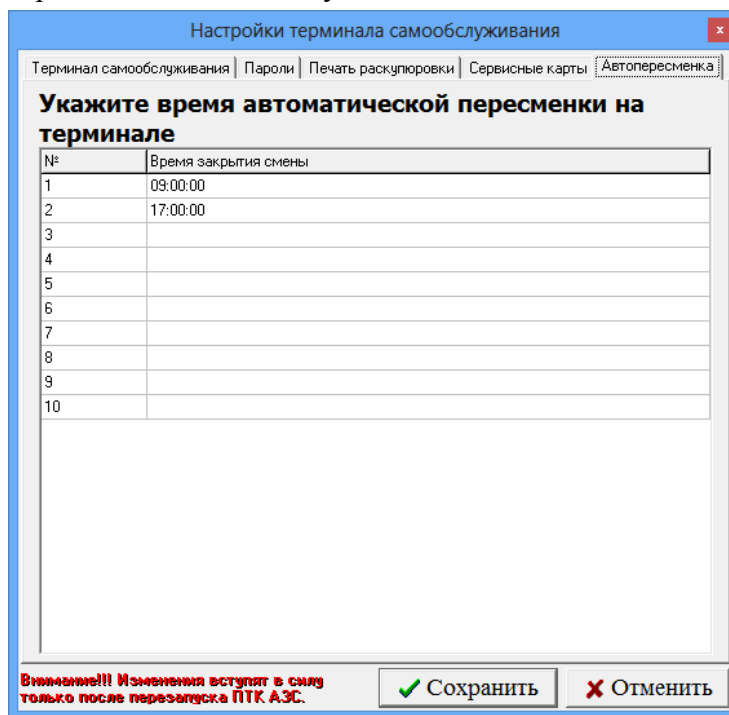 Настройки терминала самообслуживания
x
Терминал самообслуживания Пароли Печать раскупюровки Сервисные карты Автопересменка
Укажите время автоматической пересменки на
терминале
№ Время закрытия смены
1 09:00:00
2 17:00:00
3
4
5
6
7
8
9
10
Внимание!!! Изменения вступят в силу
только после перезапуска ПТК АЗС.
Сохранить
Отменить